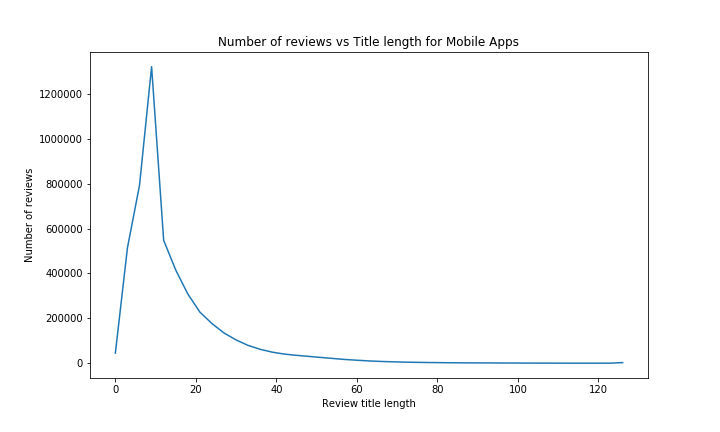 Number of reviews vs Title length for Mobile Apps
1200000
1000000
800000
600000
400000
200000
0
Number of reviews
0 20 40 60 80 100 120
Review title length